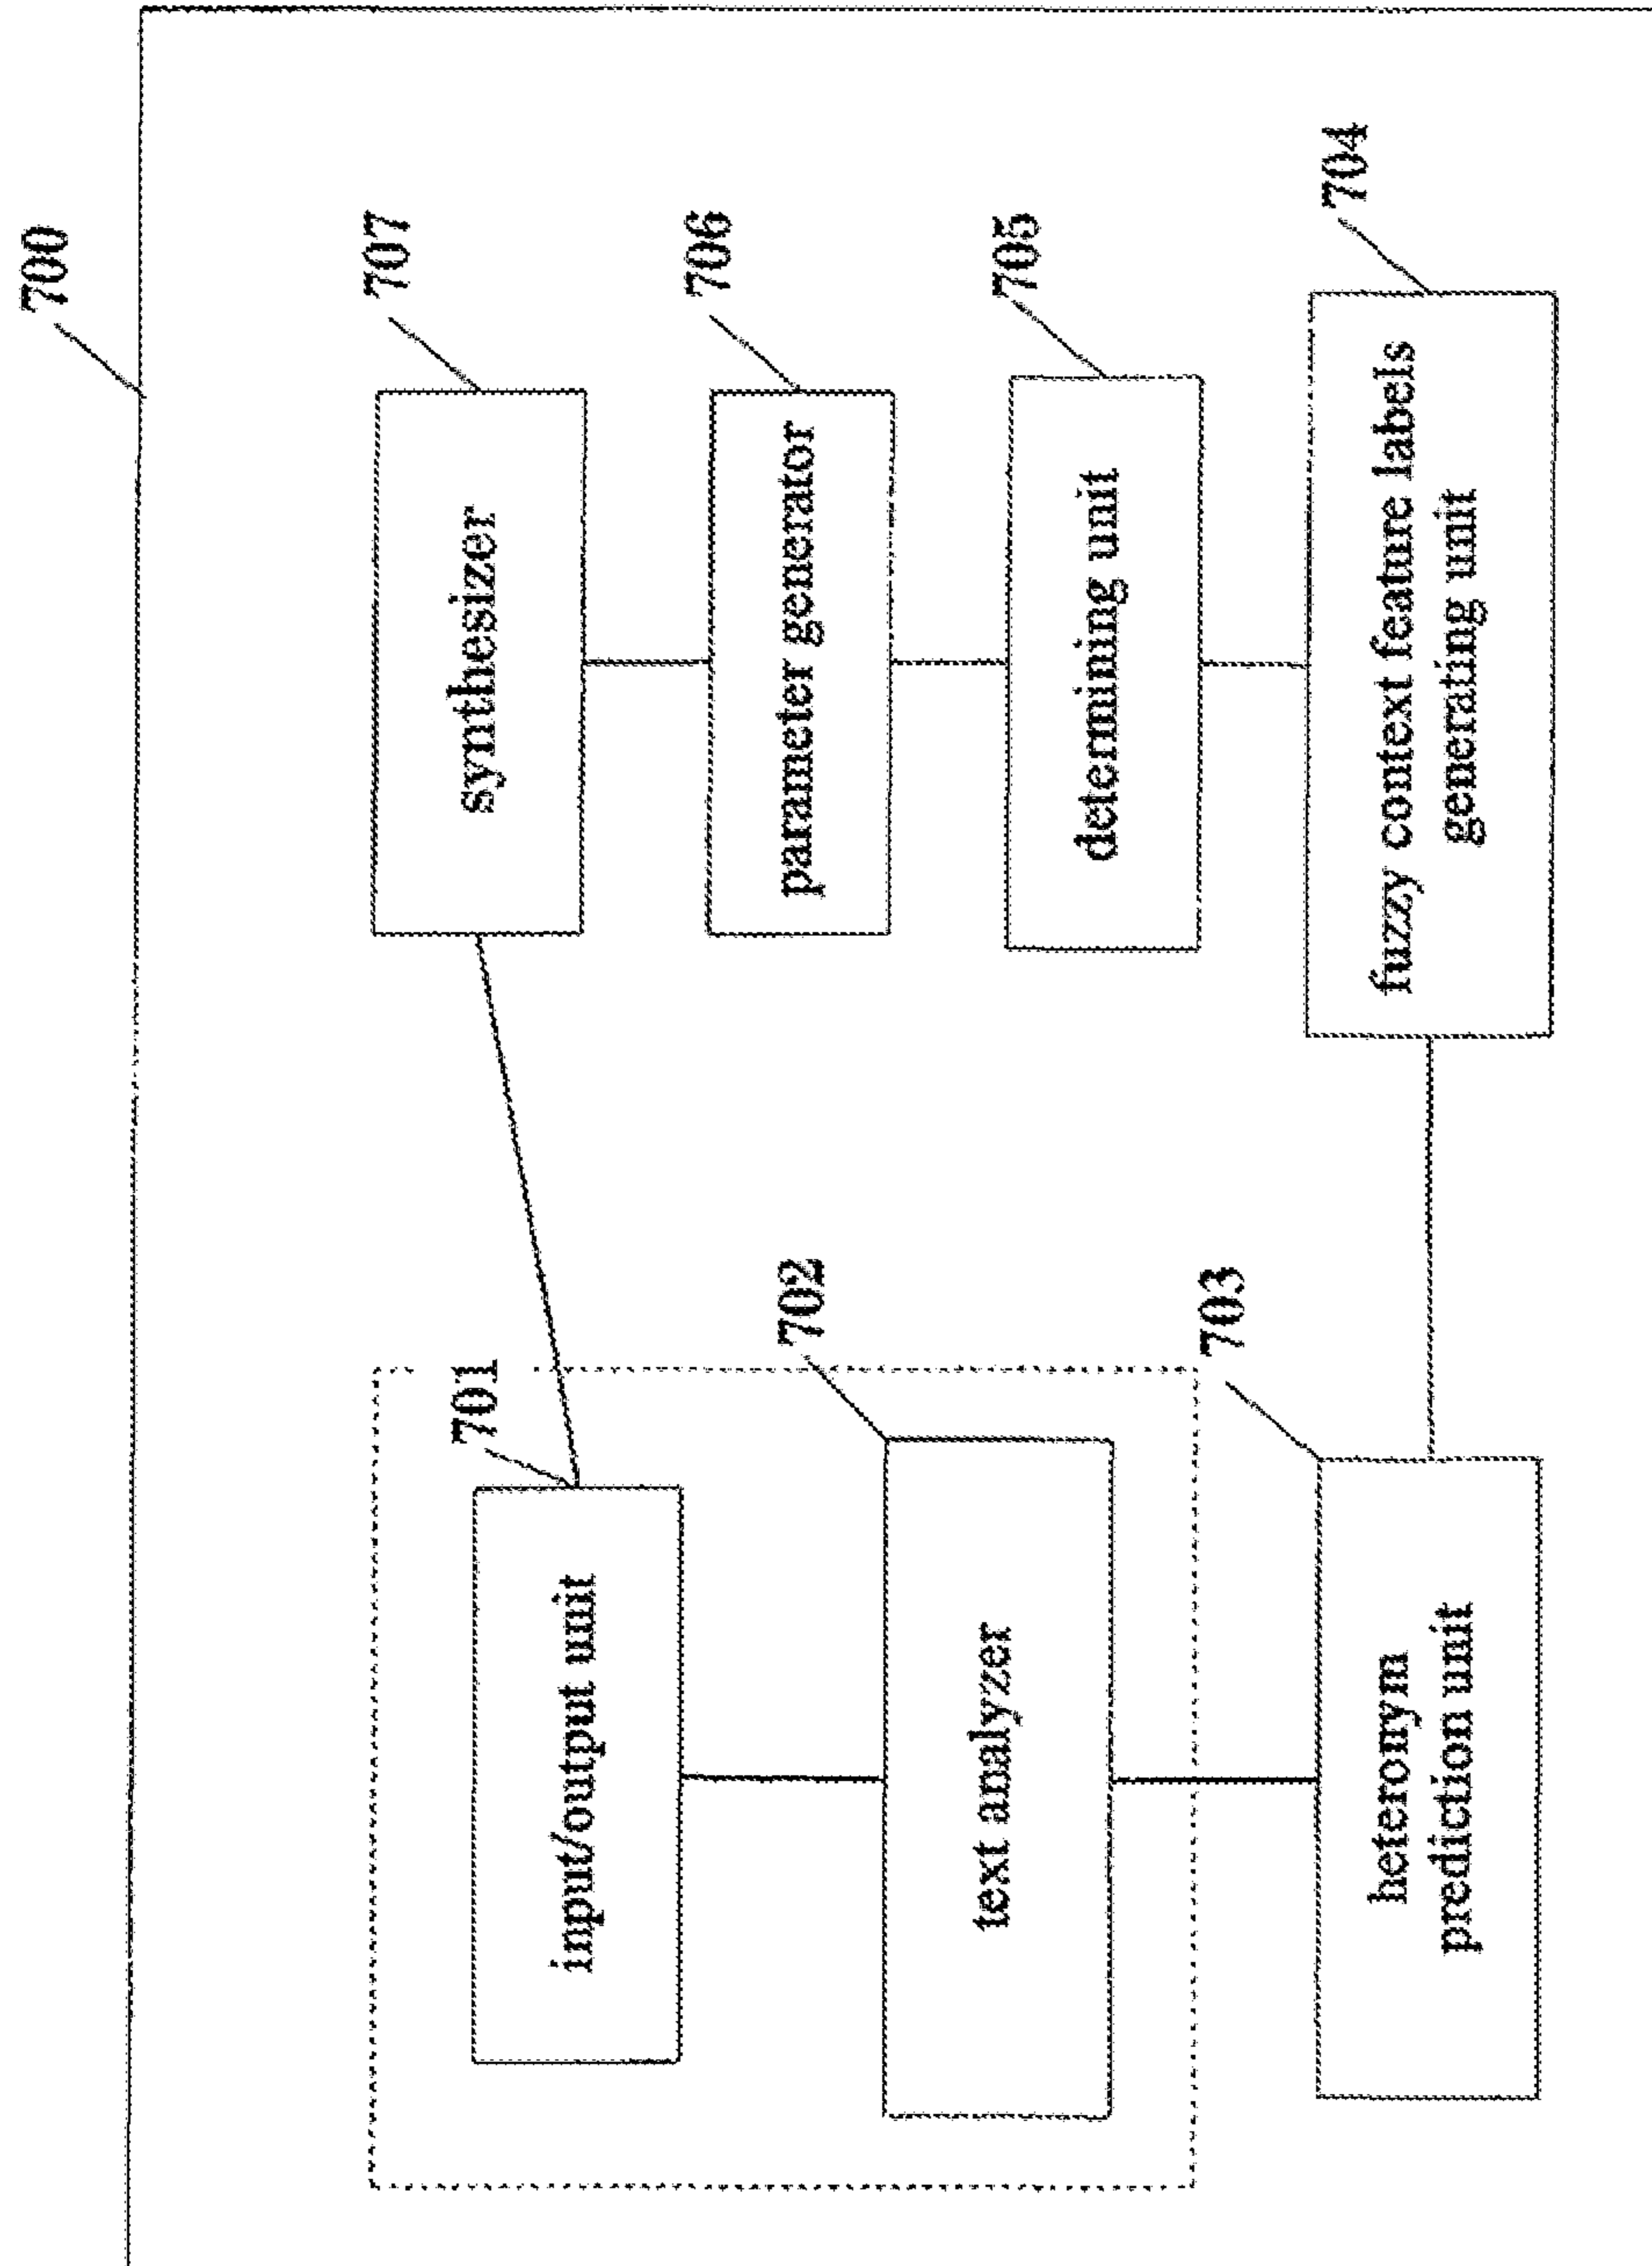 700
701
input/output unit
702
text analyzer
703
heteronym
prediction unit
707
synthesizer
706
parameter generator
705
determining unit
704
fuzzy context feature labels
generating unit